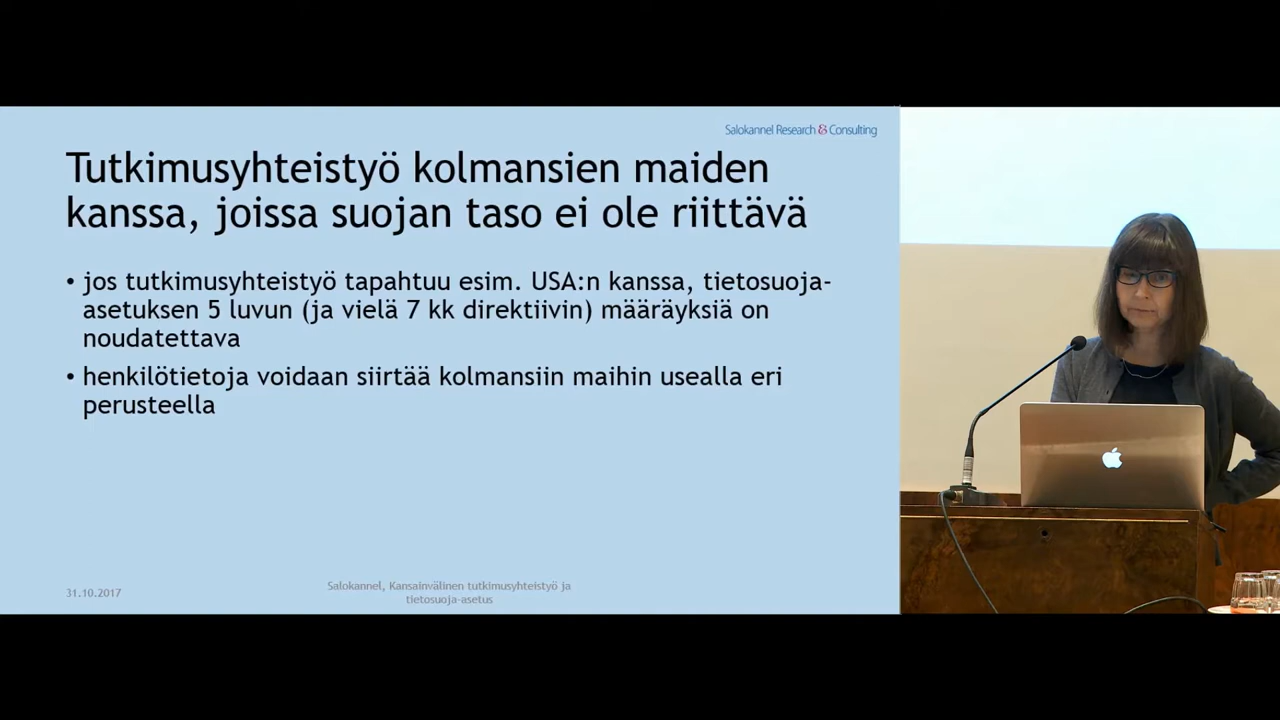 Salokannel Research & Consulting
Tutkimusyhteistyö kolmansien maiden
kanssa, joissa suojan taso ei ole riittävä
• jos tutkimusyhteistyö tapahtuu esim. USA:n kanssa, tietosuoja-
asetuksen 5 luvun (ja vielä 7 kk direktiivin) määräyksiä on
noudatettava
• henkilötietoja voidaan siirtää kolmansiin maihin usealla eri
perusteella
31.10.2017
Salokannel, Kansainvälinen tutkimusyhteistyö ja
tietosuoja-asetus